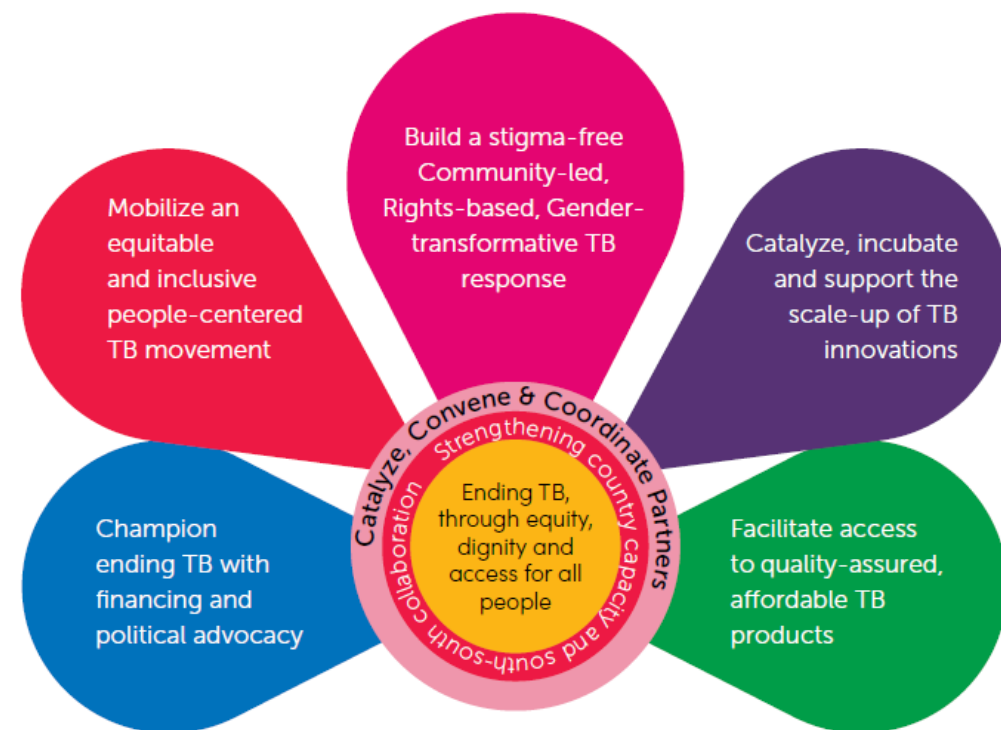 Build a stigma-free
Community-led,
Rights-based, Gender-
transformative TB
response
Mobilize an
equitable
and inclusive
people-centered
TB movement
Catalyze, incubate
and support the
scale-up of TB
innovations
Champion
ending TB with
financing and
political advocacy
Catalyze, Convene & Coordinate Partners
Strengthening country capacity and south-south collaboration
Ending TB,
through equity,
dignity and
access for all
people
Facilitate access
to quality-assured,
affordable TB
products